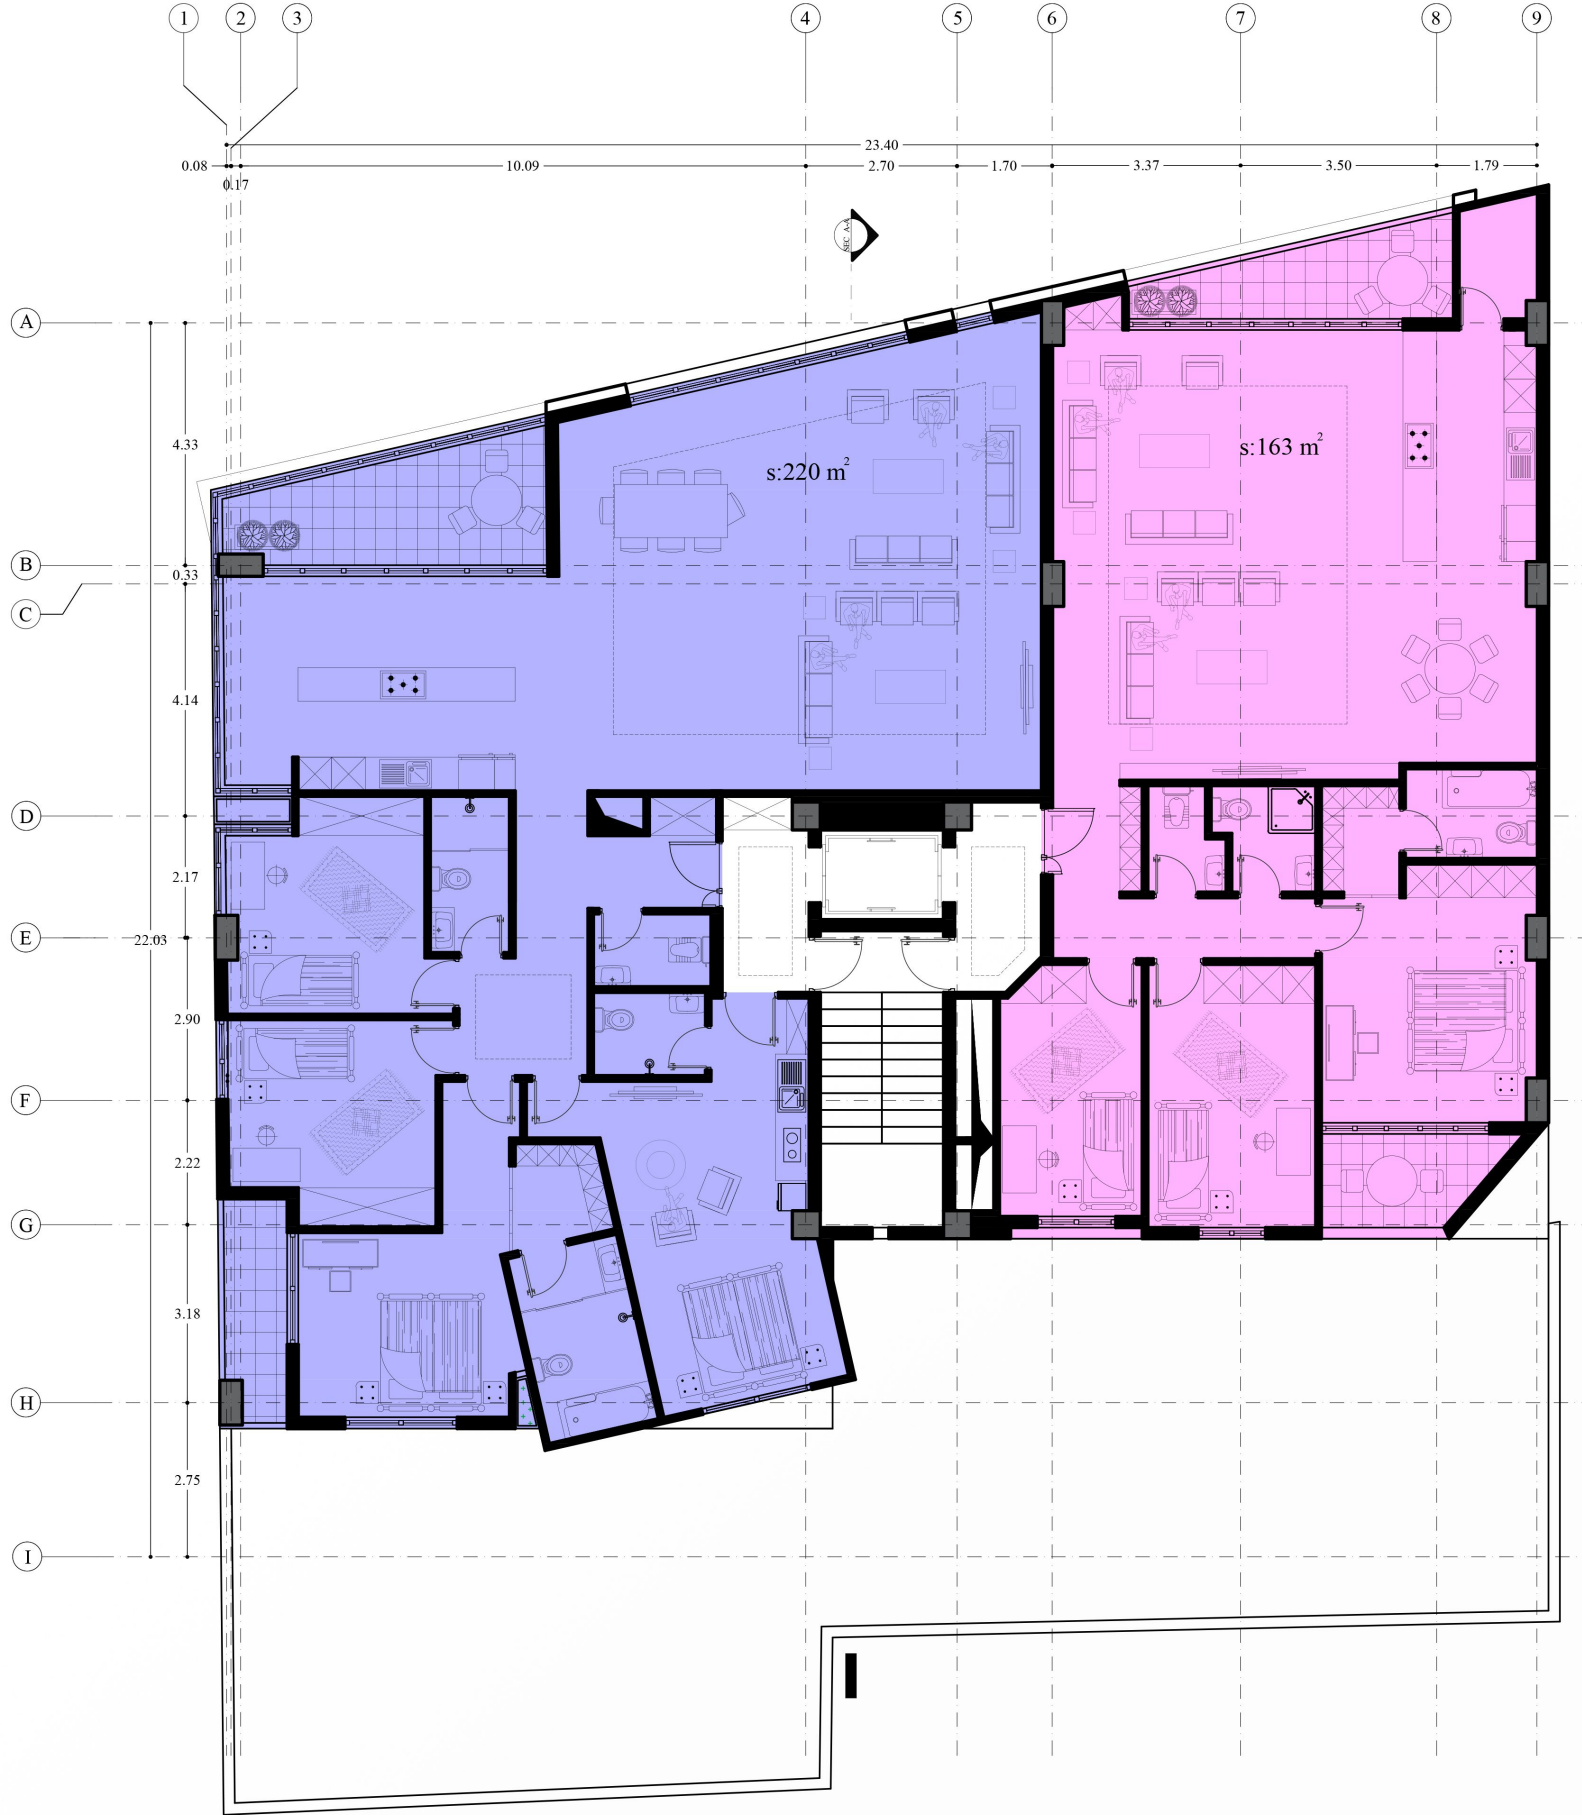 1 2 3 4 5 6 7 8 9
23.40
0.08 0.17 10.09 2.70 1.70 3.37 3.50 1.79
SEC A-A
A
4.33
s:220 m²
s:163 m²
B
0.33
C
4.14
D
2.17
E
22.03
2.90
F
2.22
G
3.18
H
2.75
I